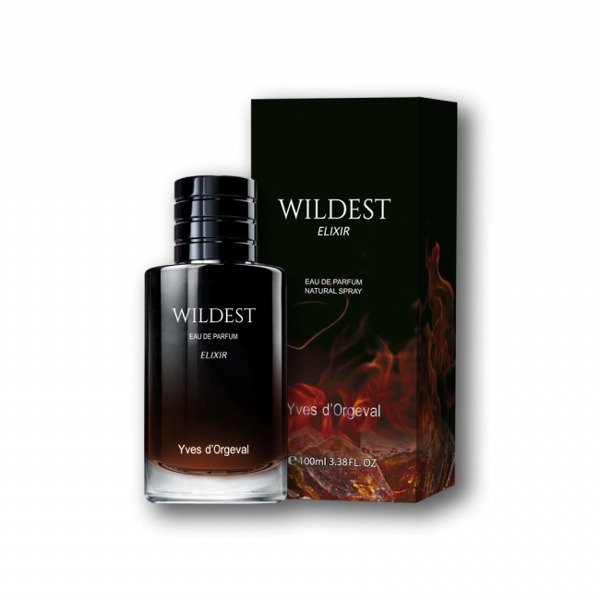 WILDEST
ELIXIR
EAU DE PARFUM
NATURAL SPRAY
Yves d'Orgeval
℮100ml 3.38FL. OZ
WILDEST
EAU DE PARFUM
ELIXIR
Yves d'Orgeval